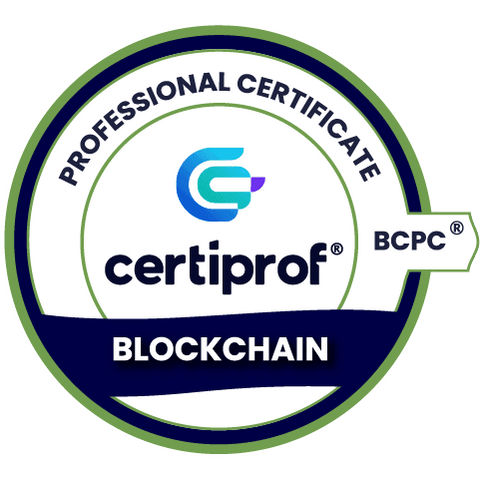 PROFESSIONAL CERTIFICATE
certiprof®
BCPC®
BLOCKCHAIN